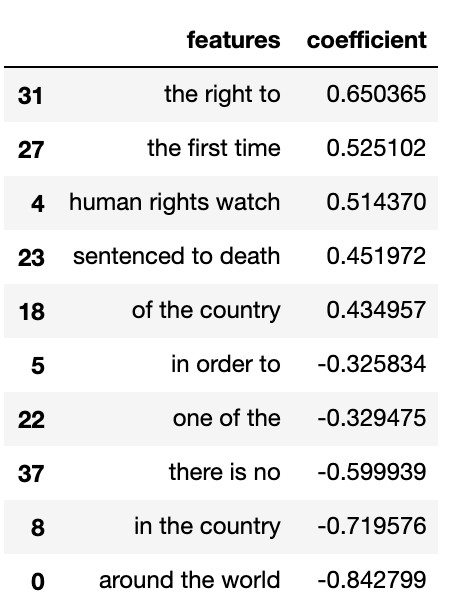 features coefficient
31 the right to 0.650365
27 the first time 0.525102
4 human rights watch 0.514370
23 sentenced to death 0.451972
18 of the country 0.434957
5 in order to -0.325834
22 one of the -0.329475
37 there is no -0.599939
8 in the country -0.719576
0 around the world -0.842799